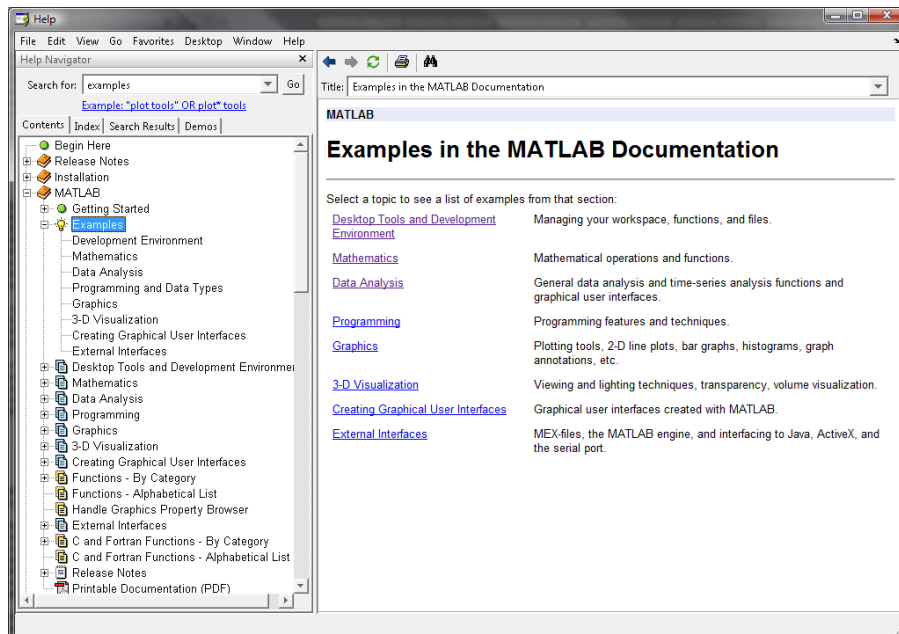 Help
File Edit View Go Favorites Desktop Window Help
Help Navigator
Search for: examples Go
Example: "plot tools" OR plot* tools
Contents Index Search Results Demos
Begin Here
Release Notes
Installation
MATLAB
Getting Started
Examples
Development Environment
Mathematics
Data Analysis
Programming and Data Types
Graphics
3-D Visualization
Creating Graphical User Interfaces
External Interfaces
Desktop Tools and Development Environme
Mathematics
Data Analysis
Programming
Graphics
3-D Visualization
Creating Graphical User Interfaces
Functions - By Category
Functions - Alphabetical List
Handle Graphics Property Browser
External Interfaces
C and Fortran Functions - By Category
C and Fortran Functions - Alphabetical List
Release Notes
Printable Documentation (PDF)
Title: Examples in the MATLAB Documentation
MATLAB
Examples in the MATLAB Documentation
Select a topic to see a list of examples from that section:
Desktop Tools and Development Managing your workspace, functions, and files.
Environment
Mathematics Mathematical operations and functions.
Data Analysis General data analysis and time-series analysis functions and
graphical user interfaces.
Programming Programming features and techniques.
Graphics Plotting tools, 2-D line plots, bar graphs, histograms, graph
annotations, etc.
3-D Visualization Viewing and lighting techniques, transparency, volume visualization.
Creating Graphical User Interfaces Graphical user interfaces created with MATLAB.
External Interfaces MEX-files, the MATLAB engine, and interfacing to Java, ActiveX, and
the serial port.